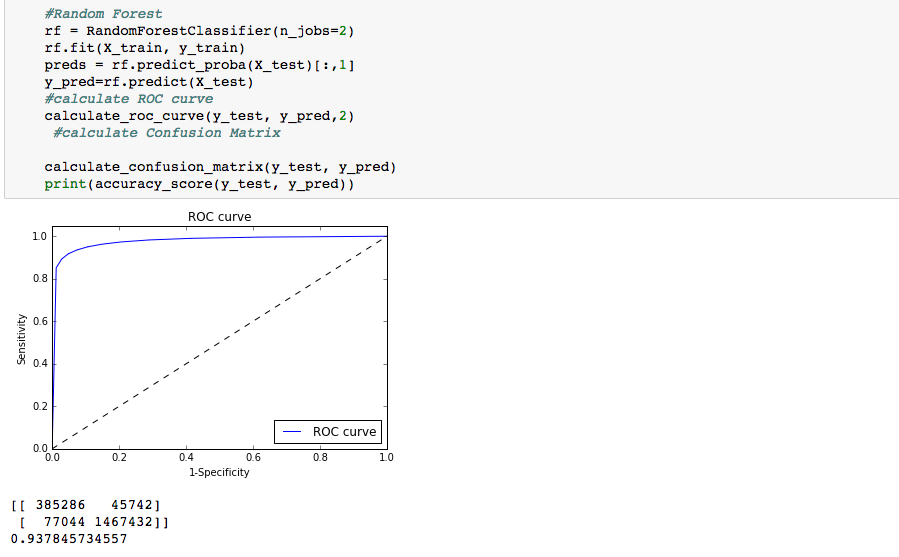 #Random Forest
rf = RandomForestClassifier(n_jobs=2)
rf.fit(X_train, y_train)
preds = rf.predict_proba(X_test)[:,1]
y_pred=rf.predict(X_test)
#calculate ROC curve
calculate_roc_curve(y_test, y_pred,2)
#calculate Confusion Matrix
calculate_confusion_matrix(y_test, y_pred)
print(accuracy_score(y_test, y_pred))
ROC curve
1.0
0.8
0.6
0.4
0.2
0.0
Sensitivity
ROC curve
0.0 0.2 0.4 0.6 0.8 1.0
1-Specificity
[[ 385286 45742]
[ 77044 1467432]]
0.937845734557